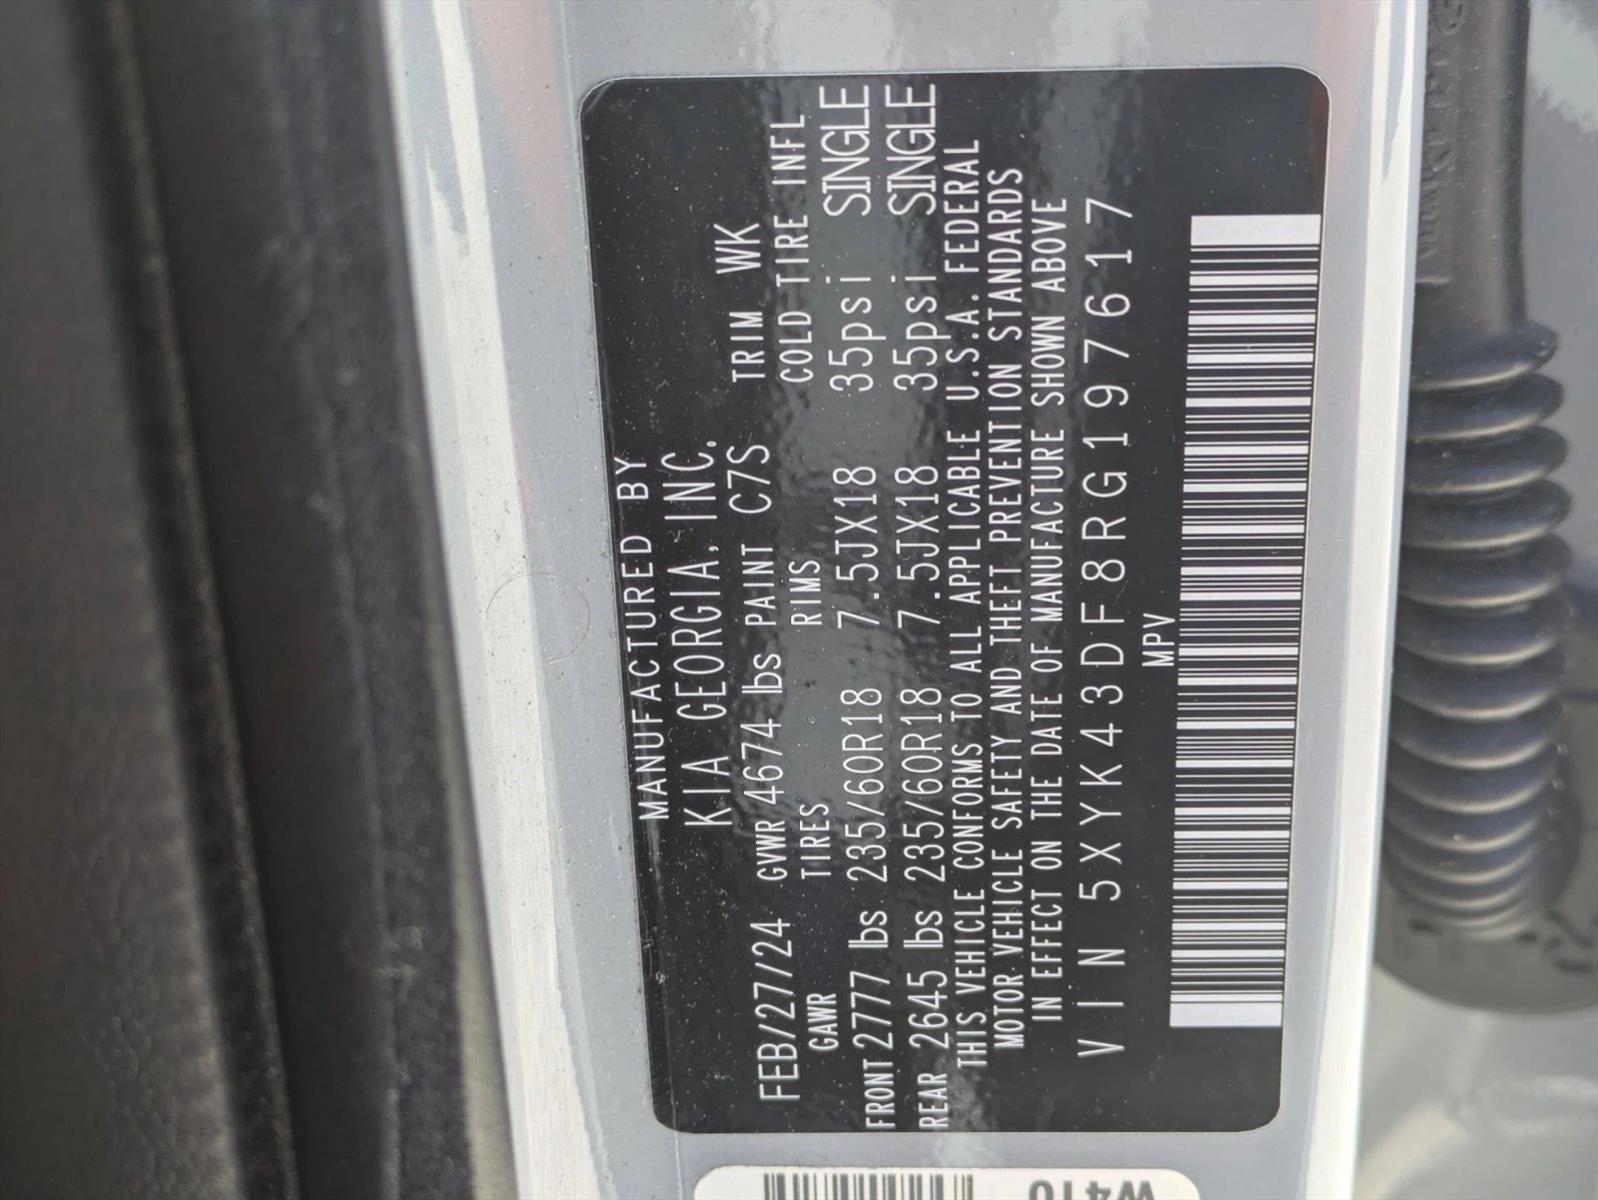 MANUFACTURED BY
KIA GEORGIA, INC.
FEB/27/24 GVWR 4674 lbs PAINT C7S TRIM WK
GAWR TIRES RIMS COLD TIRE INFL
FRONT 2777 lbs 235/60R18 7.5JX18 35psi SINGLE
REAR 2645 lbs 235/60R18 7.5JX18 35psi SINGLE
THIS VEHICLE CONFORMS TO ALL APPLICABLE U.S.A. FEDERAL
MOTOR VEHICLE SAFETY AND THEFT PREVENTION STANDARDS
IN EFFECT ON THE DATE OF MANUFACTURE SHOWN ABOVE
VIN 5XYK43DF8RG197617
MPV